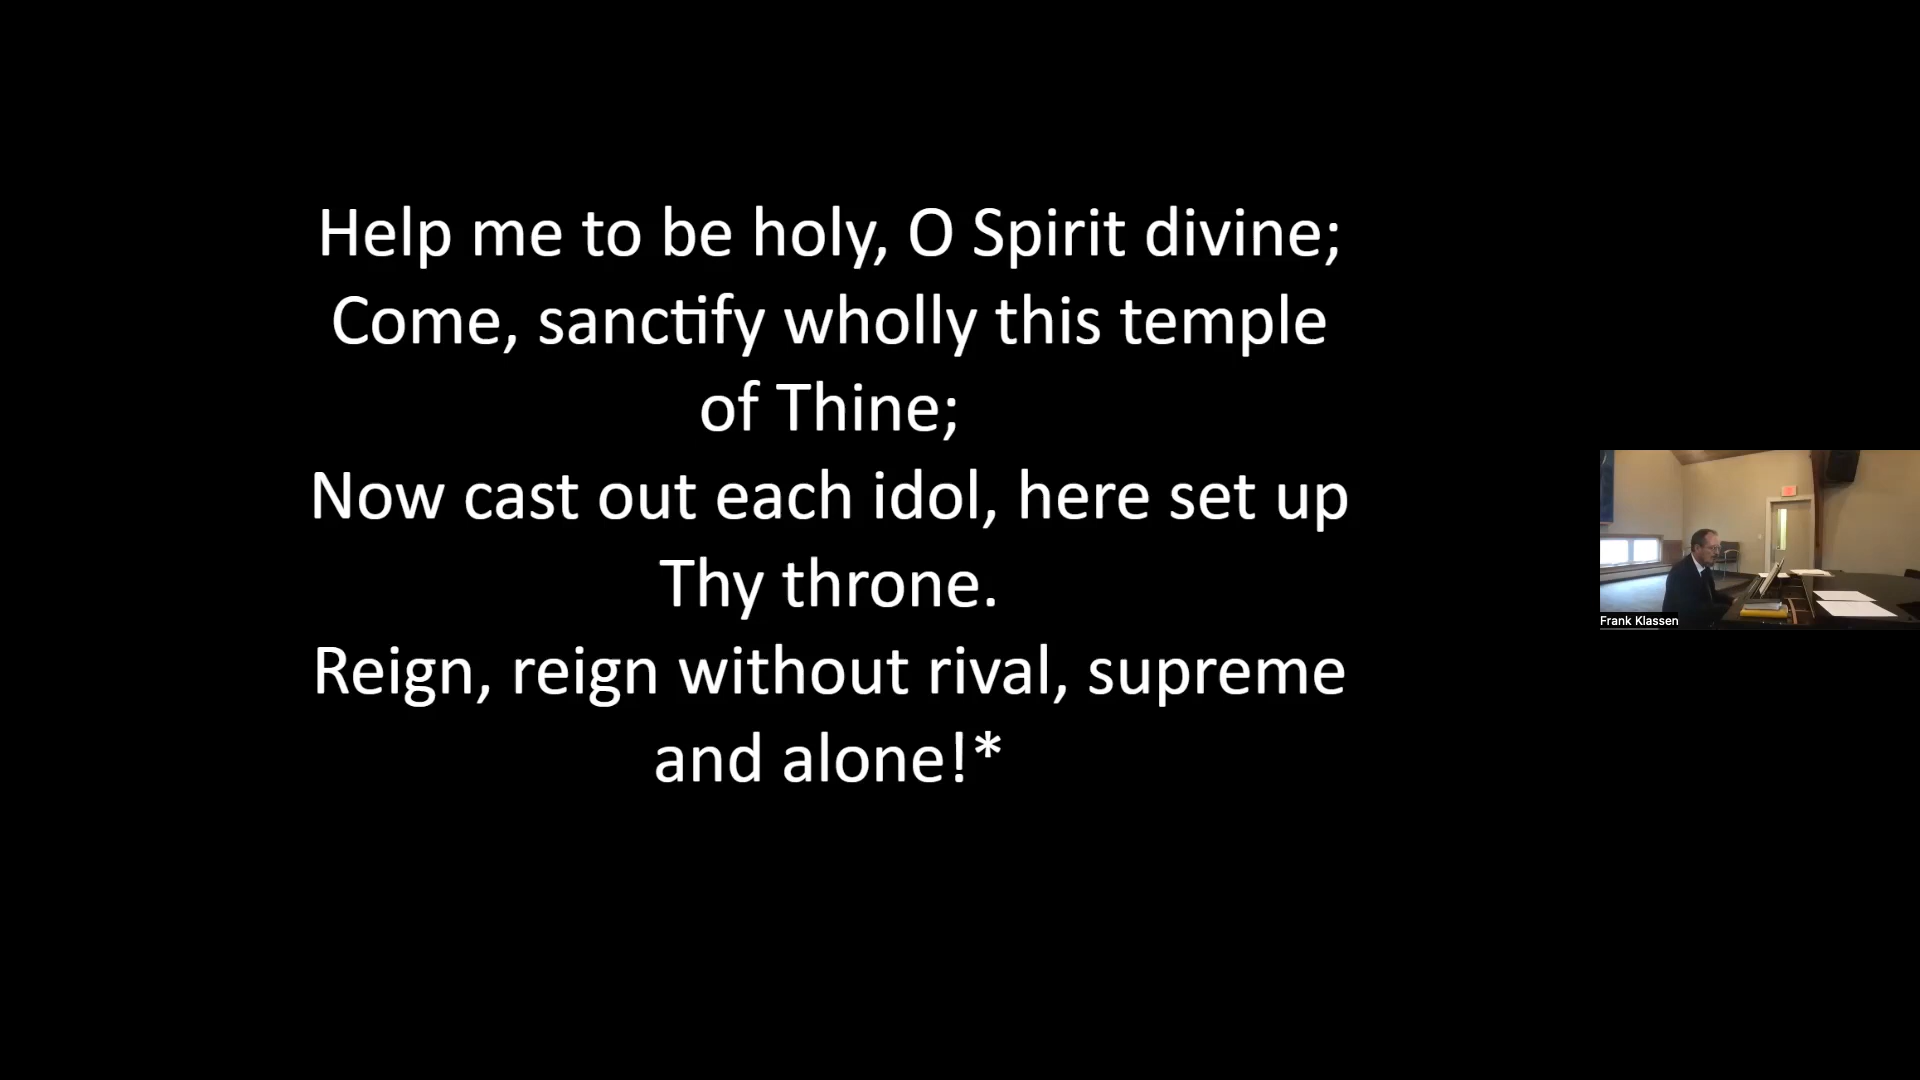 Help me to be holy, O Spirit divine;
Come, sanctify wholly this temple
of Thine;
Now cast out each idol, here set up
Thy throne.
Reign, reign without rival, supreme
and alone!*
Frank Klassen